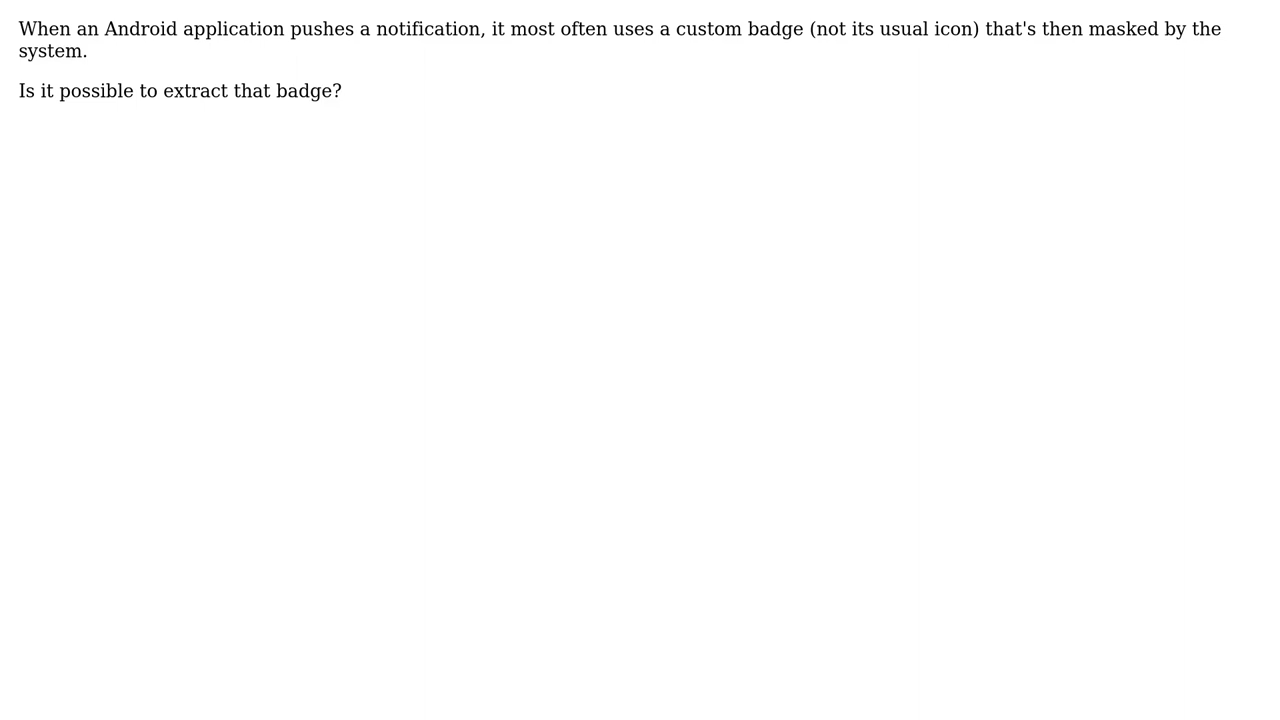 When an Android application pushes a notification, it most often uses a custom badge (not its usual icon) that's then masked by the
system.
Is it possible to extract that badge?